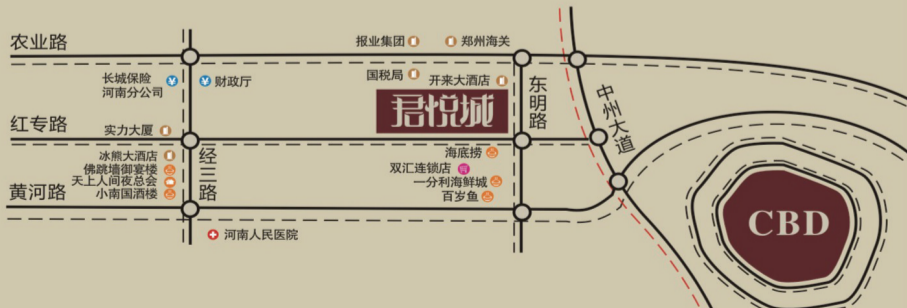 农业路
报业集团
郑州海关
长城保险
河南分公司
财政厅
国税局
开来大酒店
东明路
中州大道
君悦城
红专路
实力大厦
经三路
冰熊大酒店
佛跳墙御宴楼
天上人间夜总会
小南国酒楼
海底捞
双汇连锁店
一分利海鲜城
百岁鱼
黄河路
河南人民医院
CBD